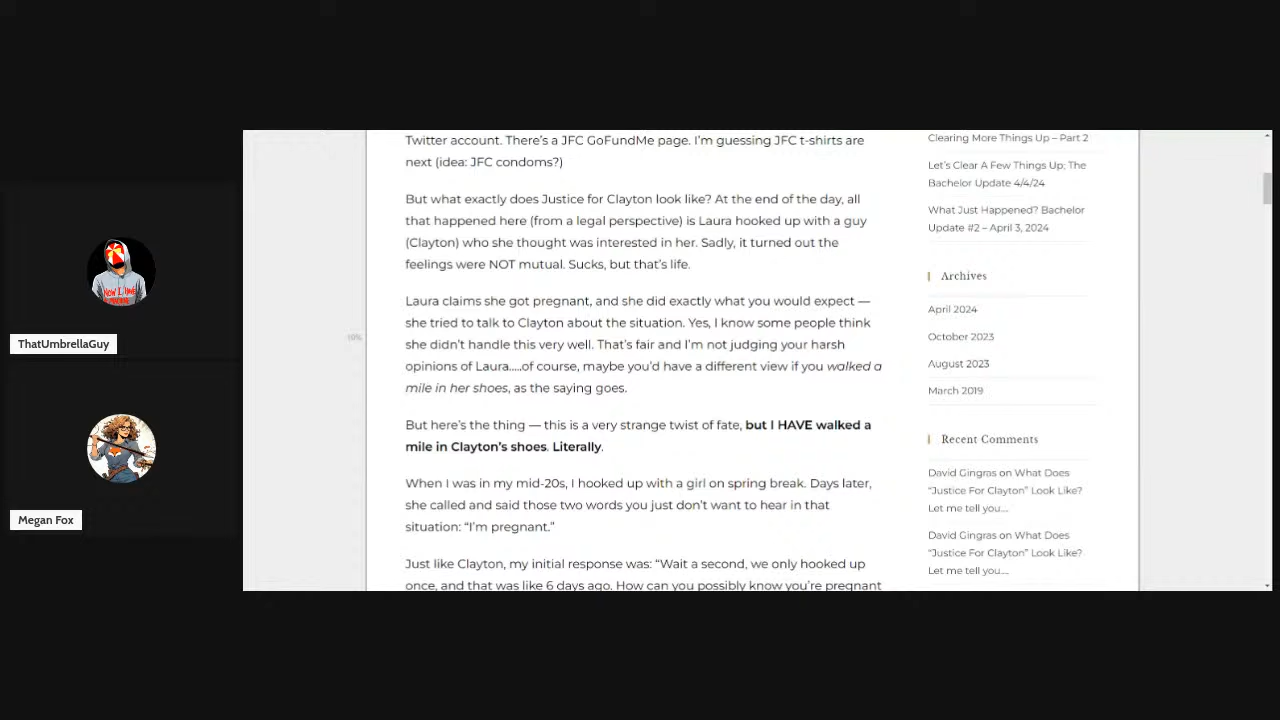 Twitter account. There's a JFC GoFundMe page. I'm guessing JFC t-shirts are
next (idea: JFC condoms?)
But what exactly does Justice for Clayton look like? At the end of the day, all
that happened here (from a legal perspective) is Laura hooked up with a guy
(Clayton) who she thought was interested in her. Sadly, it turned out the
feelings were NOT mutual. Sucks, but that's life.
Laura claims she got pregnant, and she did exactly what you would expect —
she tried to talk to Clayton about the situation. Yes, I know some people think
she didn't handle this very well. That's fair and I'm not judging your harsh
opinions of Laura.....of course, maybe you'd have a different view if you walked a
mile in her shoes, as the saying goes.
But here's the thing — this is a very strange twist of fate, but I HAVE walked a
mile in Clayton's shoes. Literally.
When I was in my mid-20s, I hooked up with a girl on spring break. Days later,
she called and said those two words you just don't want to hear in that
situation: "I'm pregnant."
Just like Clayton, my initial response was: "Wait a second, we only hooked up
once, and that was like 6 days ago. How can you possibly know you're pregnant
Clearing More Things Up – Part 2
Let's Clear A Few Things Up; The
Bachelor Update 4/4/24
What Just Happened? Bachelor
Update #2 – April 3, 2024
Archives
April 2024
October 2023
August 2023
March 2019
Recent Comments
David Gingras on What Does
"Justice For Clayton" Look Like?
Let me tell you....
David Gingras on What Does
"Justice For Clayton" Look Like?
Let me tell you....
19%
NOW I
ThatUmbrellaGuy
Megan Fox